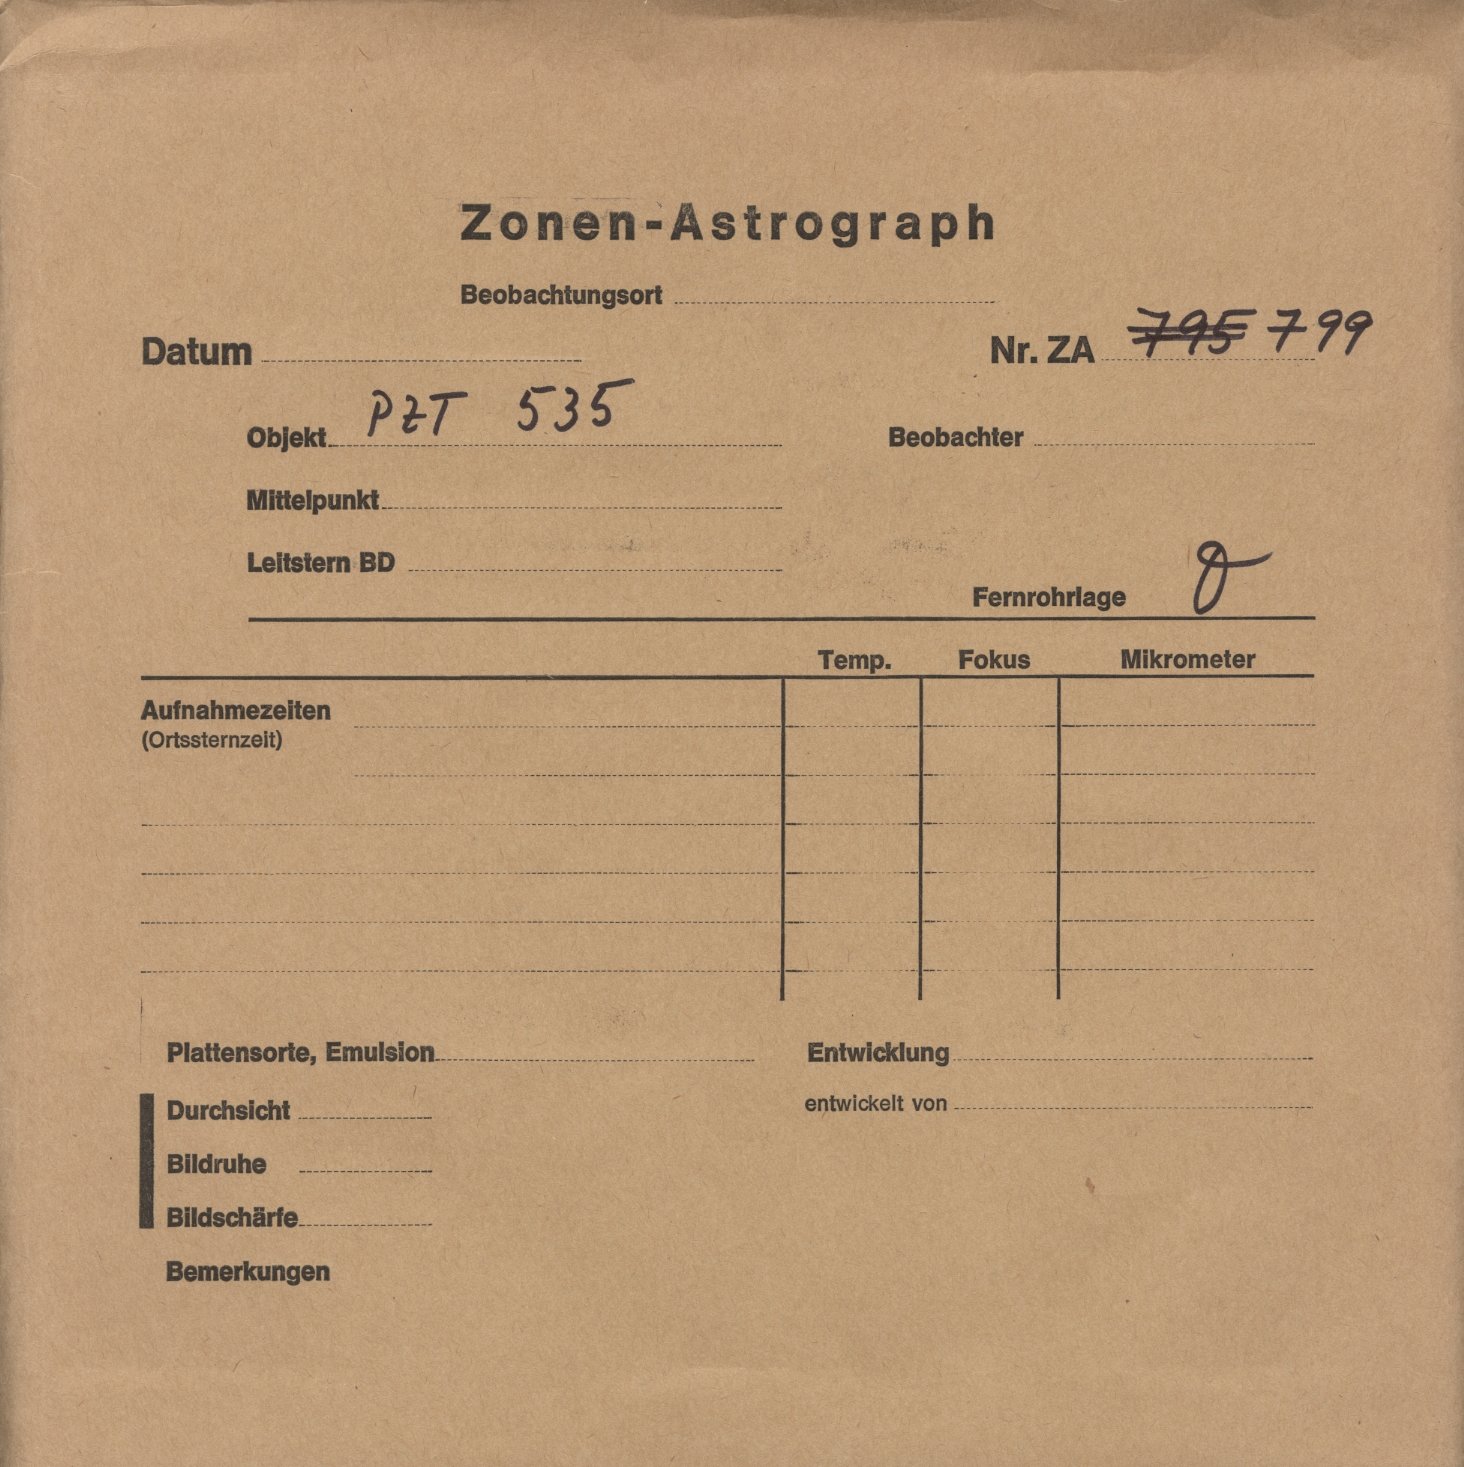 Zonen-Astrograph
Beobachtungsort
Datum
Nr. ZA 795 799
Objekt PZT 535
Beobachter
Mittelpunkt
Leitstern BD
Fernrohrlage O
Temp. Fokus Mikrometer
Aufnahmezeiten
(Ortssternzeit)
Plattensorte, Emulsion
Entwicklung
Durchsicht
entwickelt von
Bildruhe
Bildschärfe
Bemerkungen